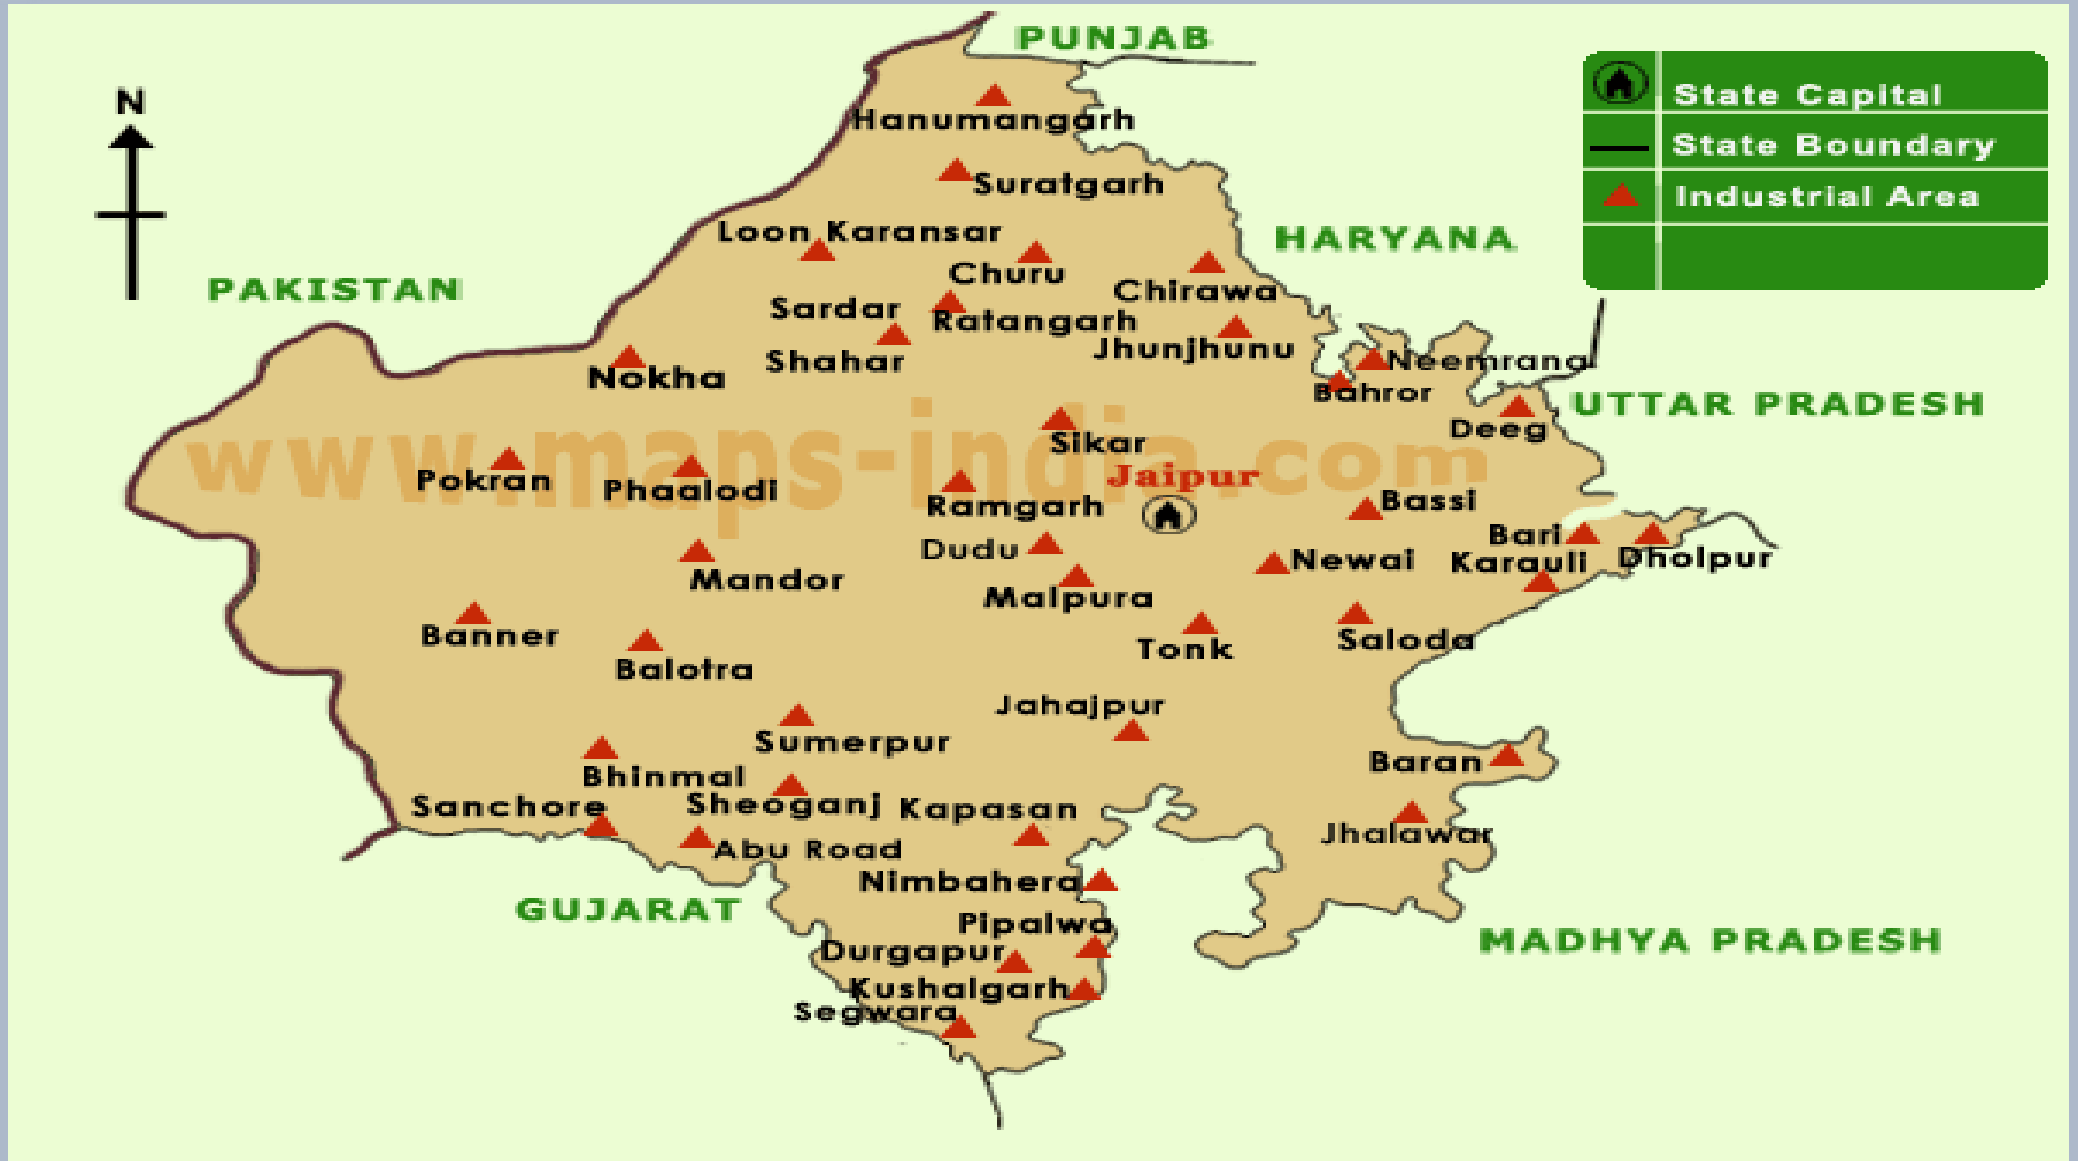 PUNJAB
N
State Capital
Hanumangarh
State Boundary
Suratgarh
Industrial Area
Loon Karansar
HARYANA
Churu
PAKISTAN
Chirawa
Sardar
Shahar
Ratangarh
Jhunjhunu
Neemrana
Nokha
Bahror
UTTAR PRADESH
Deeg
Sikar
www.maps-india.com
Jaipur
Pokran
Phaalodi
Ramgarh
Bassi
Bari
Dudu
Newai
Karauli
Dholpur
Mandor
Malpura
Banner
Tonk
Saloda
Balotra
Jahajpur
Sumerpur
Baran
Bhinmal
Sanchore
Sheoganj
Kapasan
Jhalawar
Abu Road
Nimbahera
GUJARAT
Pipalwa
MADHYA PRADESH
Durgapur
Kushalgarh
Segwara